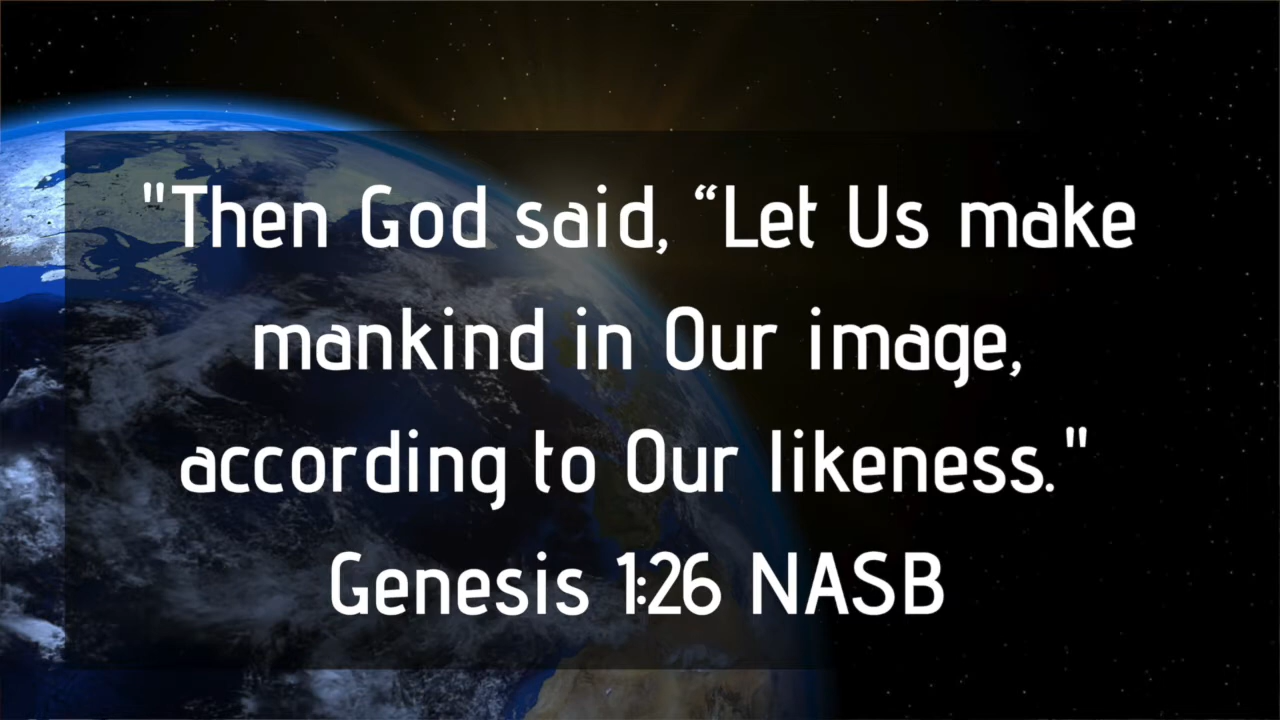 "Then God said, “Let Us make
mankind in Our image,
according to Our likeness."
Genesis 1:26 NASB